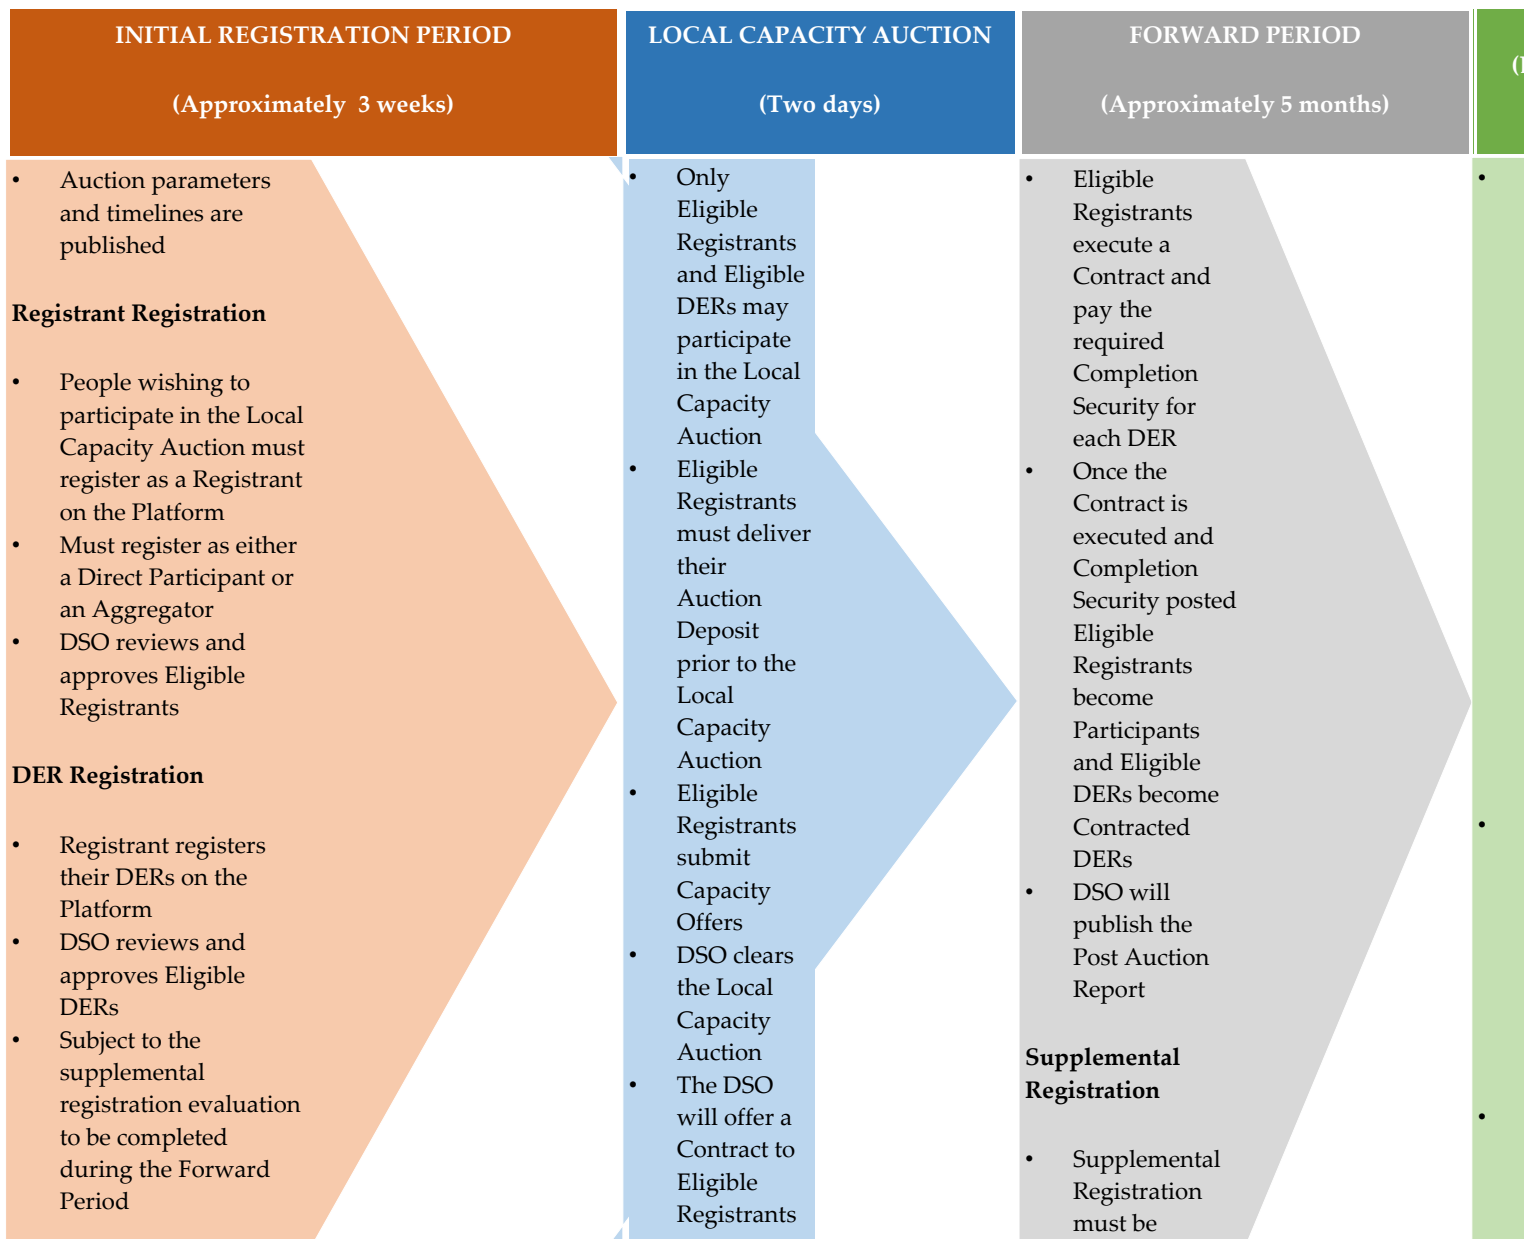 INITIAL REGISTRATION PERIOD
(Approximately 3 weeks)
• Auction parameters
and timelines are
published
Registrant Registration
• People wishing to
participate in the Local
Capacity Auction must
register as a Registrant
on the Platform
• Must register as either
a Direct Participant or
an Aggregator
• DSO reviews and
approves Eligible
Registrants
DER Registration
• Registrant registers
their DERs on the
Platform
• DSO reviews and
approves Eligible
DERs
• Subject to the
supplemental
registration evaluation
to be completed
during the Forward
Period
LOCAL CAPACITY AUCTION
(Two days)
• Only
Eligible
Registrants
and Eligible
DERs may
participate
in the Local
Capacity
Auction
• Eligible
Registrants
must deliver
their
Auction
Deposit
prior to the
Local
Capacity
Auction
• Eligible
Registrants
submit
Capacity
Offers
• DSO clears
the Local
Capacity
Auction
• The DSO
will offer a
Contract to
Eligible
Registrants
FORWARD PERIOD
(Approximately 5 months)
• Eligible
Registrants
execute a
Contract and
pay the
required
Completion
Security for
each DER
• Once the
Contract is
executed and
Completion
Security posted
Eligible
Registrants
become
Participants
and Eligible
DERs become
Contracted
DERs
• DSO will
publish the
Post Auction
Report
Supplemental
Registration
• Supplemental
Registration
must be
•
•
•